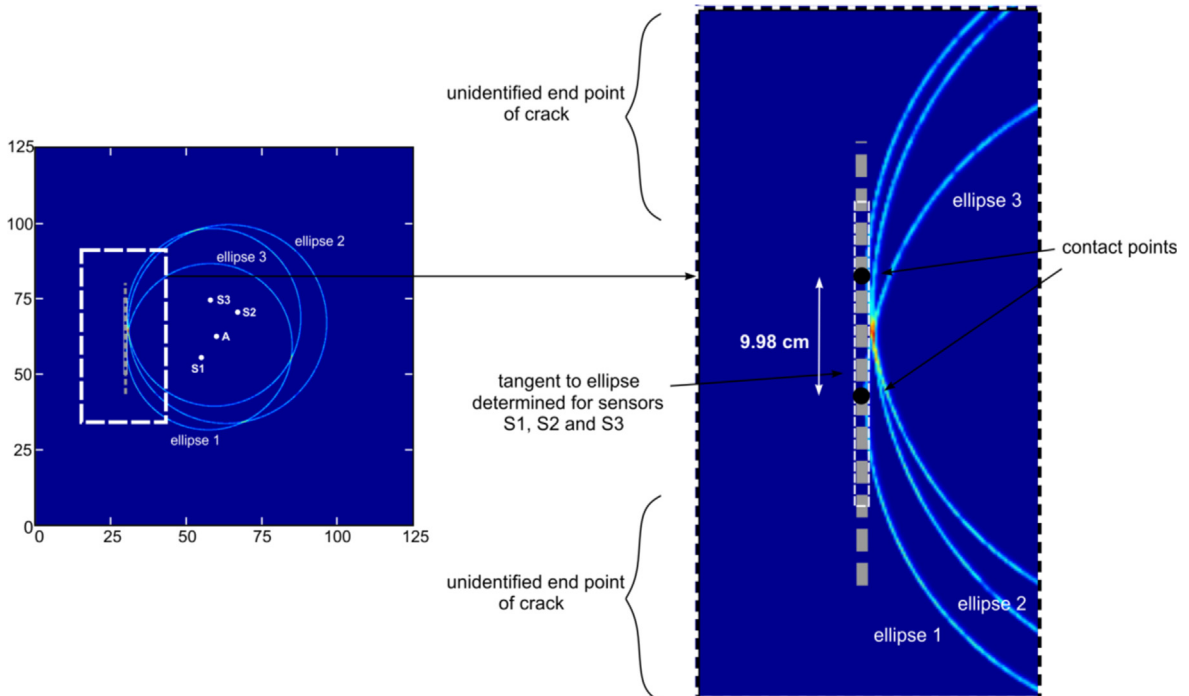 unidentified end point
of crack
125
100
75
50
25
0
0
25
50
75
100
125
ellipse 2
ellipse 3
S3
S2
A
S1
ellipse 1
ellipse 3
contact points
9.98 cm
tangent to ellipse
determined for sensors
S1, S2 and S3
unidentified end point
of crack
ellipse 2
ellipse 1